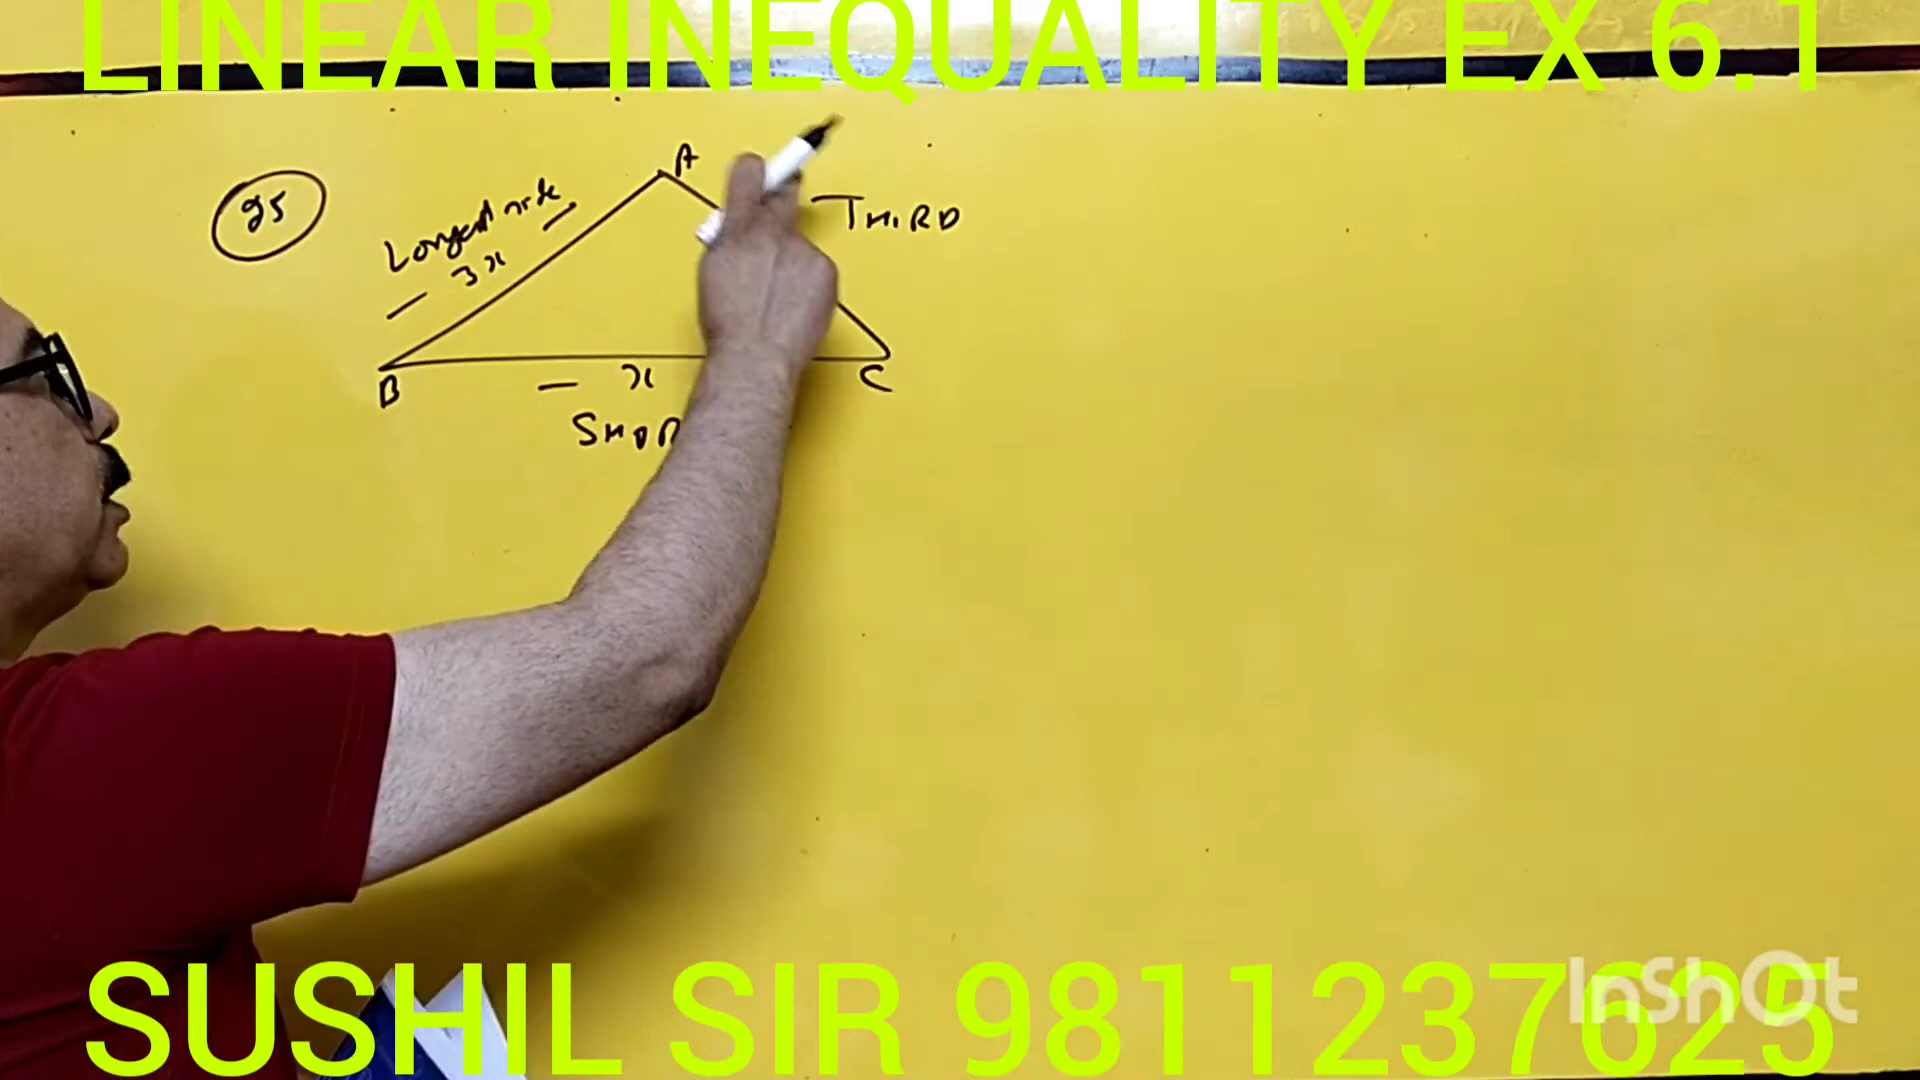 LINEAR INEQUALITY EX 6.1
25
A
Longest side
3x
THIRD
B
x
C
SHOR
SUSHIL SIR 9811237625
InShOt